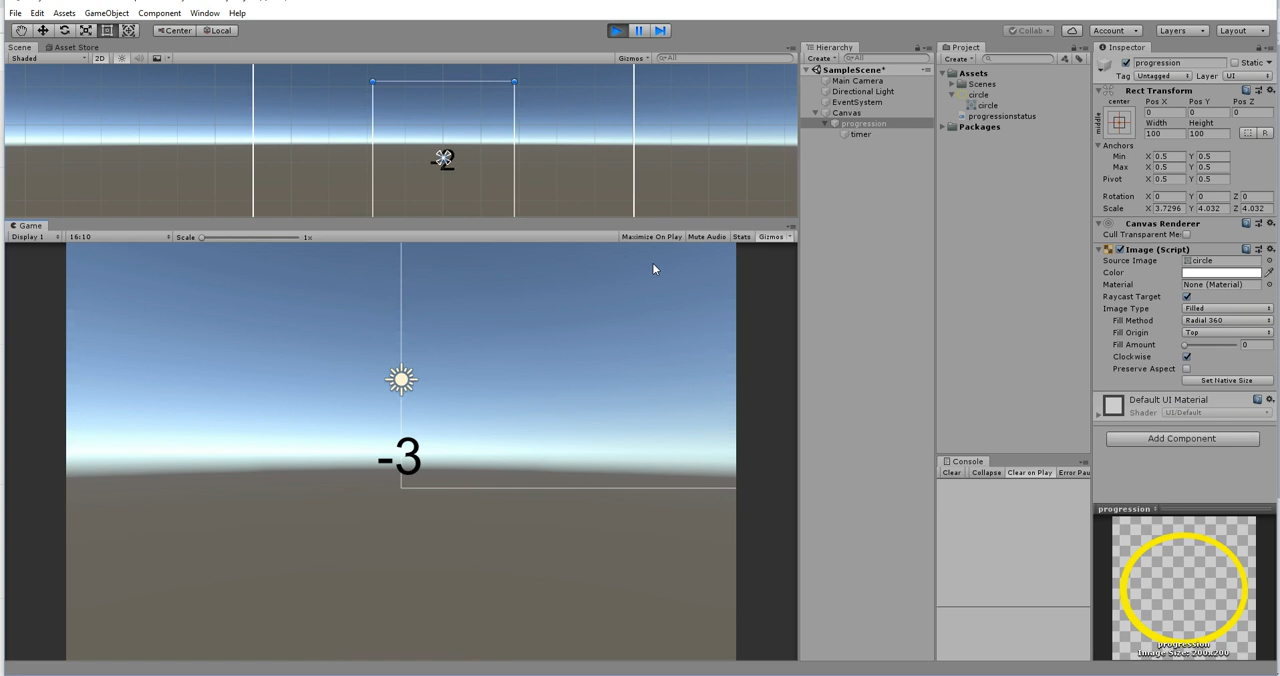 File Edit Assets GameObject Component Window Help
Center Local Collab Account Layers Layout
Scene Asset Store
Shaded 2D Gizmos All
Game
Display 1 16:10 Scale 1x Maximize On Play Mute Audio Stats Gizmos
-3
Hierarchy
Create All
SampleScene*
Main Camera
Directional Light
EventSystem
Canvas
progression
timer
Project
Create
Assets
Scenes
circle
circle
progressionstatus
Packages
Console
Clear Collapse Clear on Play Error Pau
Inspector
progression Static
Tag Untagged Layer UI
Rect Transform
center Pos X Pos Y Pos Z
middle 0 0 0
Width Height
100 100 R
Anchors
Min X 0.5 Y 0.5
Max X 0.5 Y 0.5
Pivot X 0.5 Y 0.5
Rotation X 0 Y 0 Z 0
Scale X 3.7296 Y 4.032 Z 4.032
Canvas Renderer
Cull Transparent Me
Image (Script)
Source Image circle
Color
Material None (Material)
Raycast Target
Image Type Filled
Fill Method Radial 360
Fill Origin Top
Fill Amount 0
Clockwise
Preserve Aspect
Set Native Size
Default UI Material
Shader UI/Default
Add Component
progression
progression
Image Size: 200x200